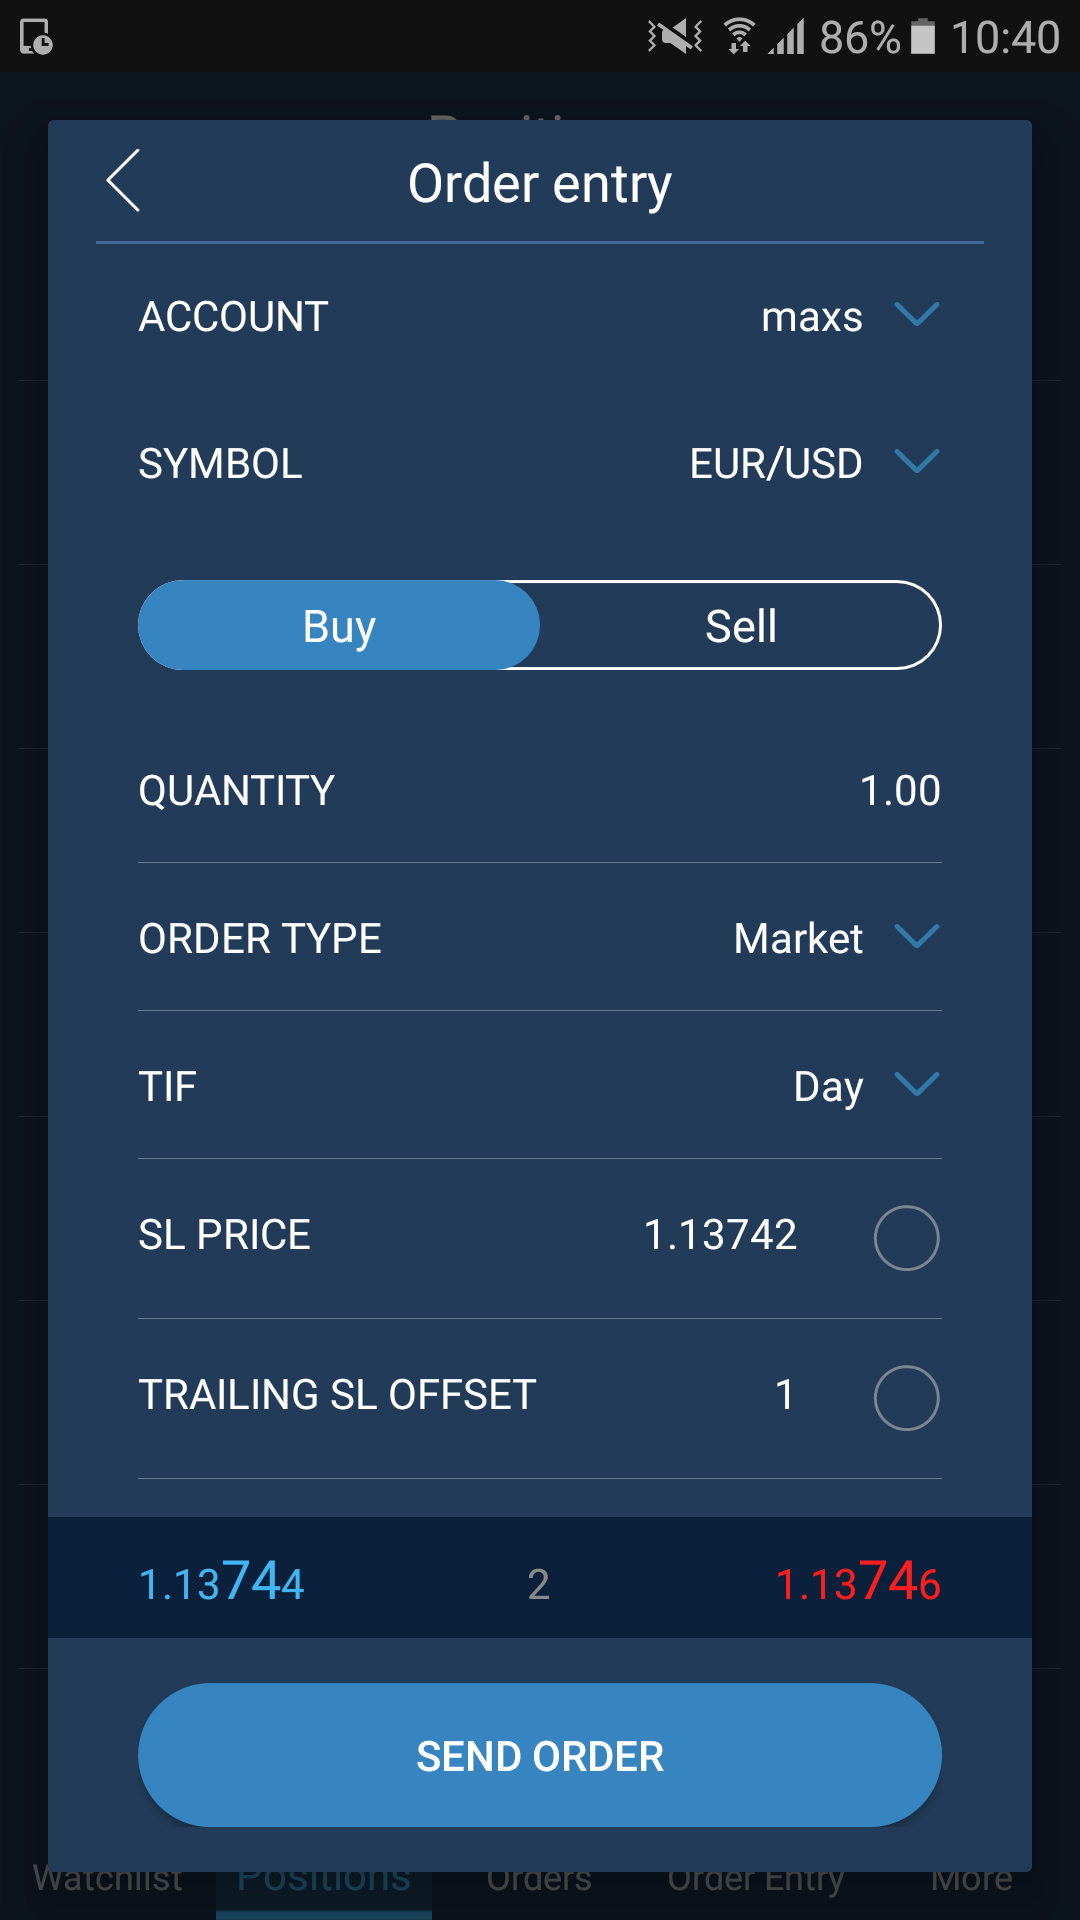 86% 10:40
Order entry
ACCOUNT maxs
SYMBOL EUR/USD
Buy Sell
QUANTITY 1.00
ORDER TYPE Market
TIF Day
SL PRICE 1.13742
TRAILING SL OFFSET 1
1.13744 2 1.13746
SEND ORDER
Watchlist Positions Orders Order Entry More